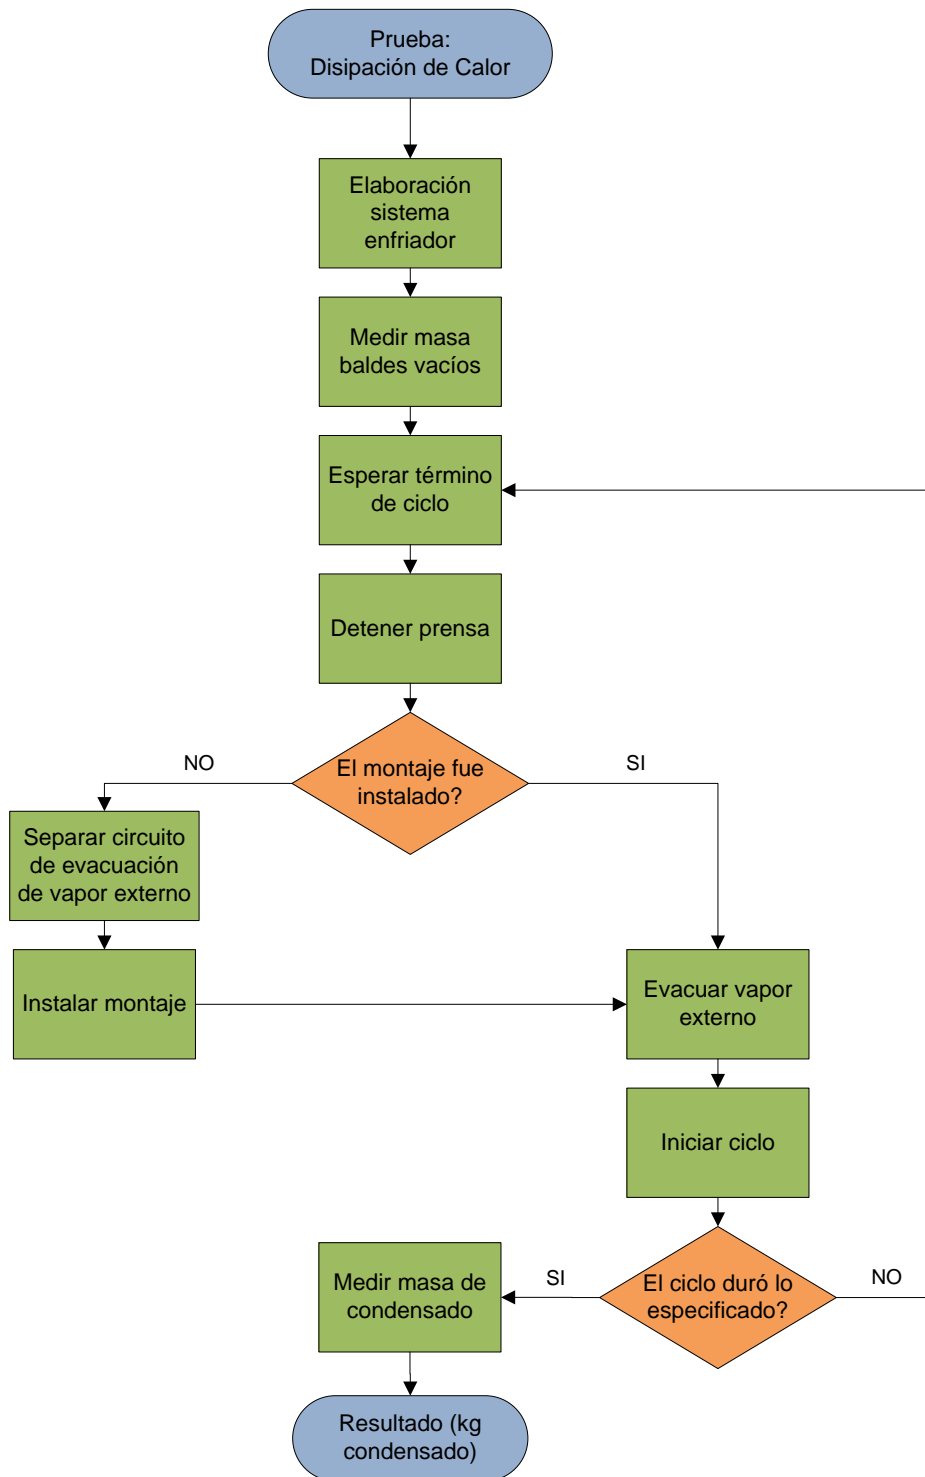 Prueba:
Disipación de Calor
Elaboración
sistema
enfriador
Medir masa
baldes vacíos
Esperar término
de ciclo
Detener prensa
El montaje fue
instalado?
NO
SI
Separar circuito
de evacuación
de vapor externo
Instalar montaje
Evacuar vapor
externo
Iniciar ciclo
El ciclo duró lo
especificado?
SI
NO
Medir masa de
condensado
Resultado (kg
condensado)